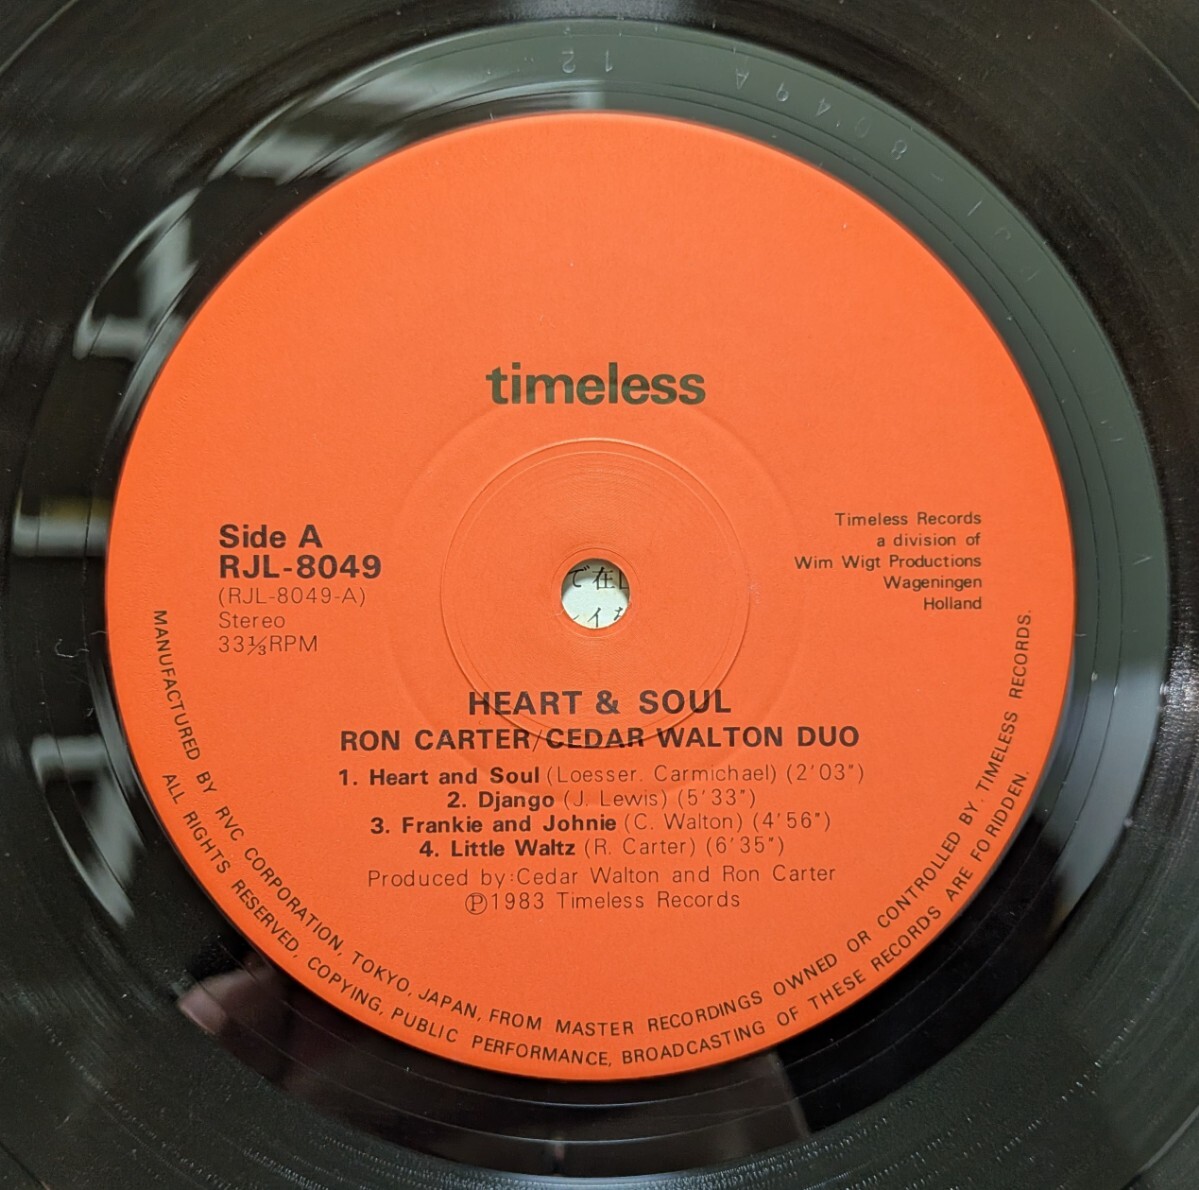 timeless
Side A
RJL-8049
(RJL-8049-A)
Stereo
33⅓RPM
Timeless Records
a division of
Wim Wigt Productions
Wageningen
Holland
HEART & SOUL
RON CARTER/CEDAR WALTON DUO
1. Heart and Soul (Loesser. Carmichael) (2'03")
2. Django (J. Lewis) (5'33")
3. Frankie and Johnie (C. Walton) (4'56")
4. Little Waltz (R. Carter) (6'35")
Produced by:Cedar Walton and Ron Carter
Ⓟ1983 Timeless Records
MANUFACTURED BY RVC CORPORATION, TOKYO, JAPAN, FROM MASTER RECORDINGS OWNED OR CONTROLLED BY. TIMELESS RECORDS.
ALL RIGHTS RESERVED, COPYING, PUBLIC PERFORMANCE, BROADCASTING OF THESE RECORDS ARE FORIDDEN.
で在
イ